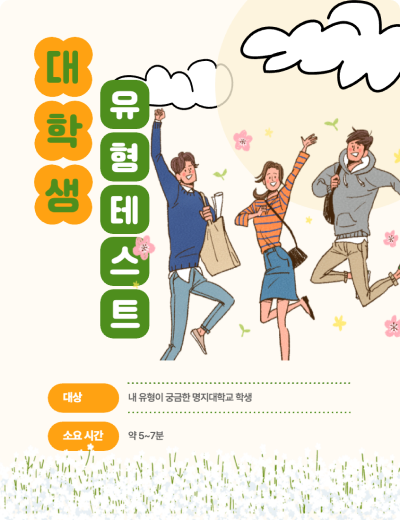 대학생
유형테스트
대상
내 유형이 궁금한 명지대학교 학생
소요 시간
약 5~7분